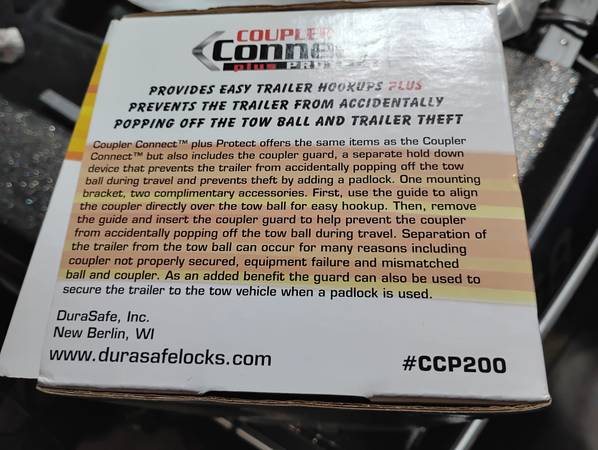 COUPLER
Connect
plus PROTECT
PROVIDES EASY TRAILER HOOKUPS PLUS
PREVENTS THE TRAILER FROM ACCIDENTALLY
POPPING OFF THE TOW BALL AND TRAILER THEFT
Coupler Connect™ plus Protect offers the same items as the Coupler
Connect™ but also includes the coupler guard, a separate hold down
device that prevents the trailer from accidentally popping off the tow
ball during travel and prevents theft by adding a padlock. One mounting
bracket, two complimentary accessories. First, use the guide to align
the coupler directly over the tow ball for easy hookup. Then, remove
the guide and insert the coupler guard to help prevent the coupler
from accidentally popping off the tow ball during travel. Separation of
the trailer from the tow ball can occur for many reasons including
coupler not properly secured, equipment failure and mismatched
ball and coupler. As an added benefit the guard can also be used to
secure the trailer to the tow vehicle when a padlock is used.
DuraSafe, Inc.
New Berlin, WI
www.durasafelocks.com
#CCP200